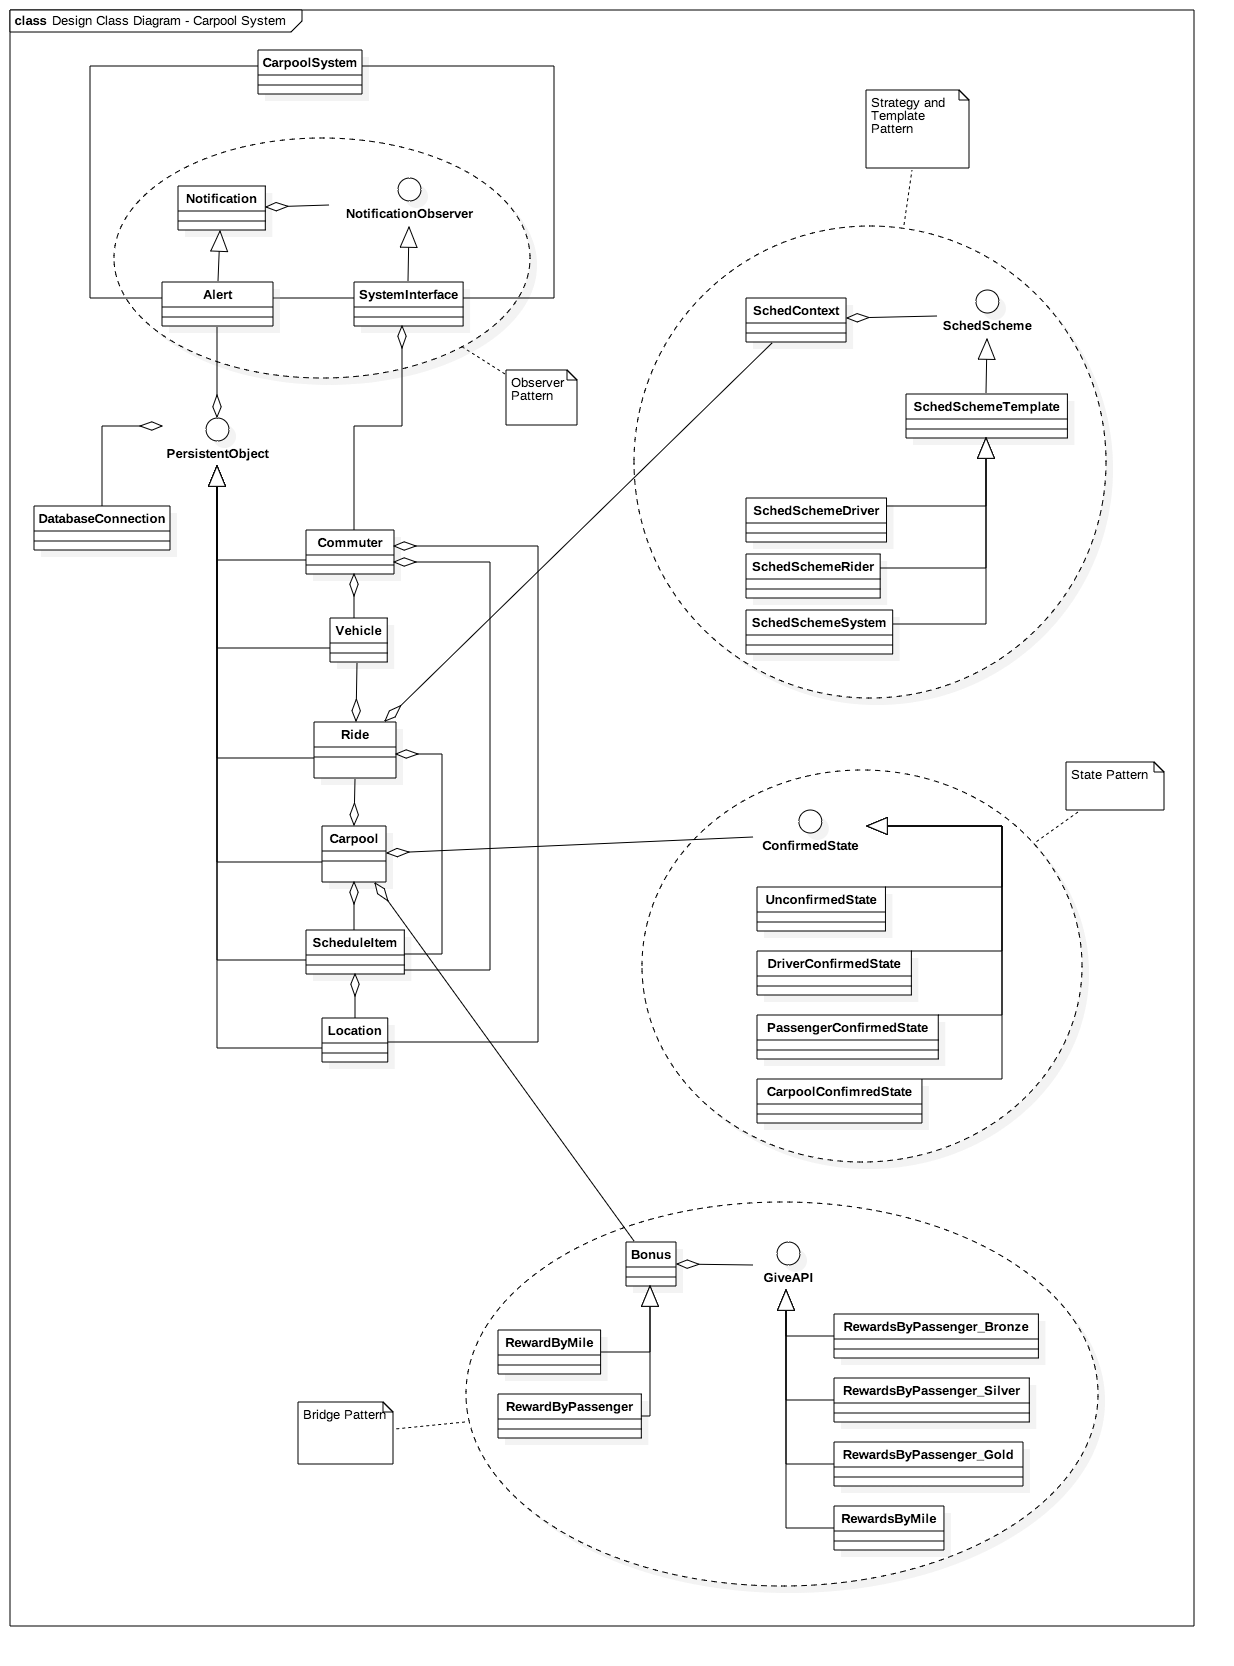 class Design Class Diagram - Carpool System
CarpoolSystem
Strategy and
Template
Pattern
Notification
NotificationObserver
Alert
SystemInterface
SchedContext
SchedScheme
Observer
Pattern
SchedSchemeTemplate
PersistentObject
DatabaseConnection
SchedSchemeDriver
Commuter
SchedSchemeRider
Vehicle
SchedSchemeSystem
Ride
State Pattern
Carpool
ConfirmedState
UnconfirmedState
ScheduleItem
DriverConfirmedState
Location
PassengerConfirmedState
CarpoolConfimredState
Bonus
GiveAPI
RewardByMile
RewardsByPassenger_Bronze
RewardByPassenger
RewardsByPassenger_Silver
Bridge Pattern
RewardsByPassenger_Gold
RewardsByMile